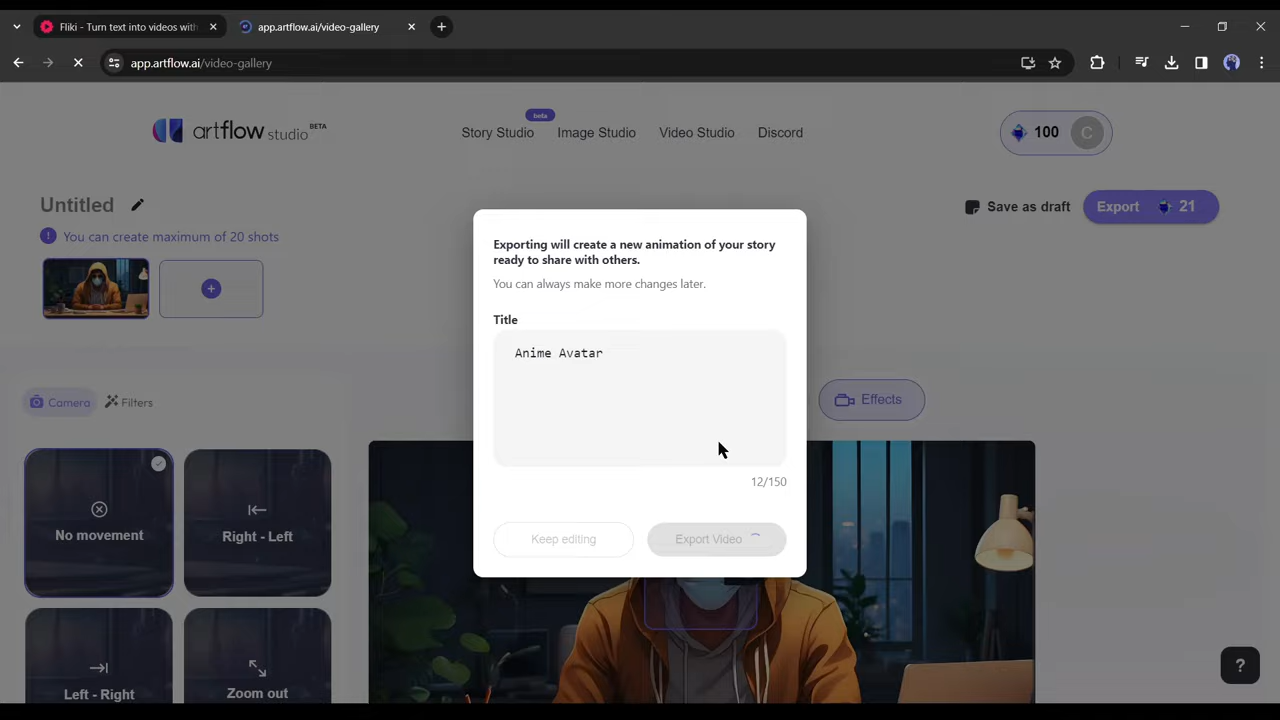 Fliki - Turn text into videos with
app.artflow.ai/video-gallery
app.artflow.ai/video-gallery
artflow studio BETA
beta
Story Studio
Image Studio
Video Studio
Discord
100
C
Untitled
Save as draft
Export
21
! You can create maximum of 20 shots
+
Exporting will create a new animation of your story
ready to share with others.
You can always make more changes later.
Title
Anime Avatar
12/150
Keep editing
Export Video
Camera
Filters
Effects
No movement
Right - Left
Left - Right
Zoom out
?